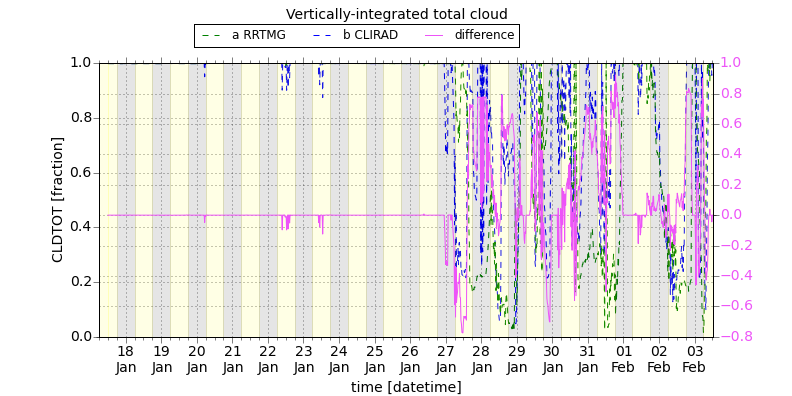 Vertically-integrated total cloud
a RRTMG b CLIRAD difference
CLDTOT [fraction]
1.0
0.8
0.6
0.4
0.2
0.0
1.0
0.8
0.6
0.4
0.2
0.0
−0.2
−0.4
−0.6
−0.8
18 19 20 21 22 23 24 25 26 27 28 29 30 31 01 02 03
Jan Jan Jan Jan Jan Jan Jan Jan Jan Jan Jan Jan Jan Jan Feb Feb Feb
time [datetime]